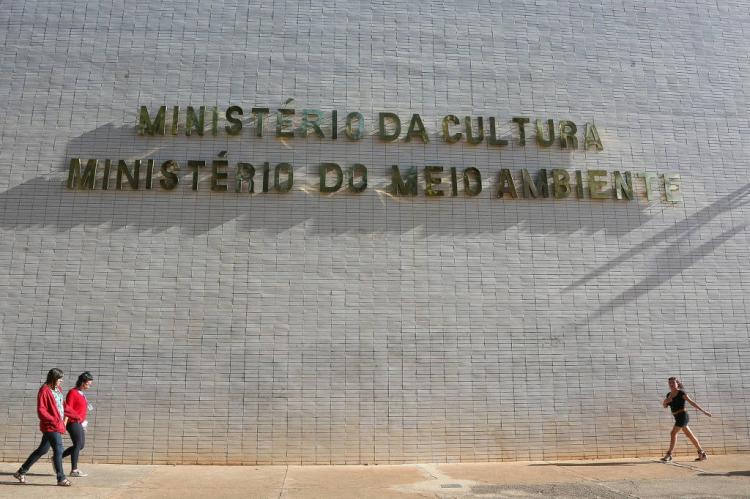 MINISTÉRIO DA CULTURA
MINISTÉRIO DO MEIO AMBIENTE